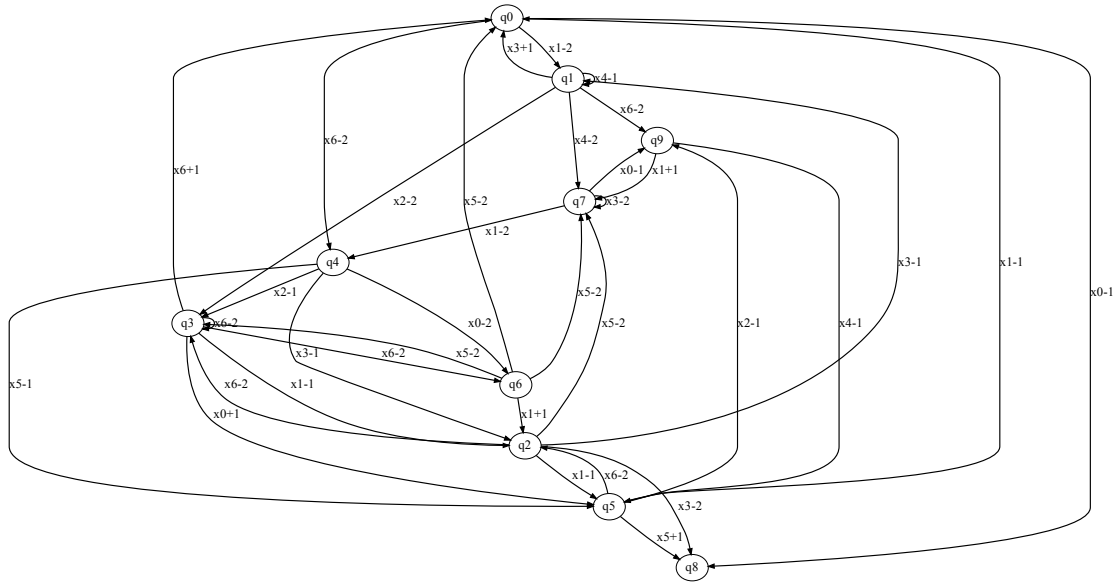 q0
x3+1
x1-2
q1
x4-1
x6-2
x6-2
x4-2
q9
x6+1
x0-1
x1+1
x2-2
q7
x3-2
x5-2
x1-2
q4
x3-1
x1-1
x2-1
x0-1
x5-2
q3
x6-2
x0-2
x5-2
x2-1
x4-1
x3-1
x6-2
x5-2
q6
x5-1
x6-2
x1-1
x0+1
x1+1
q2
x1-1
x6-2
q5
x3-2
x5+1
q8